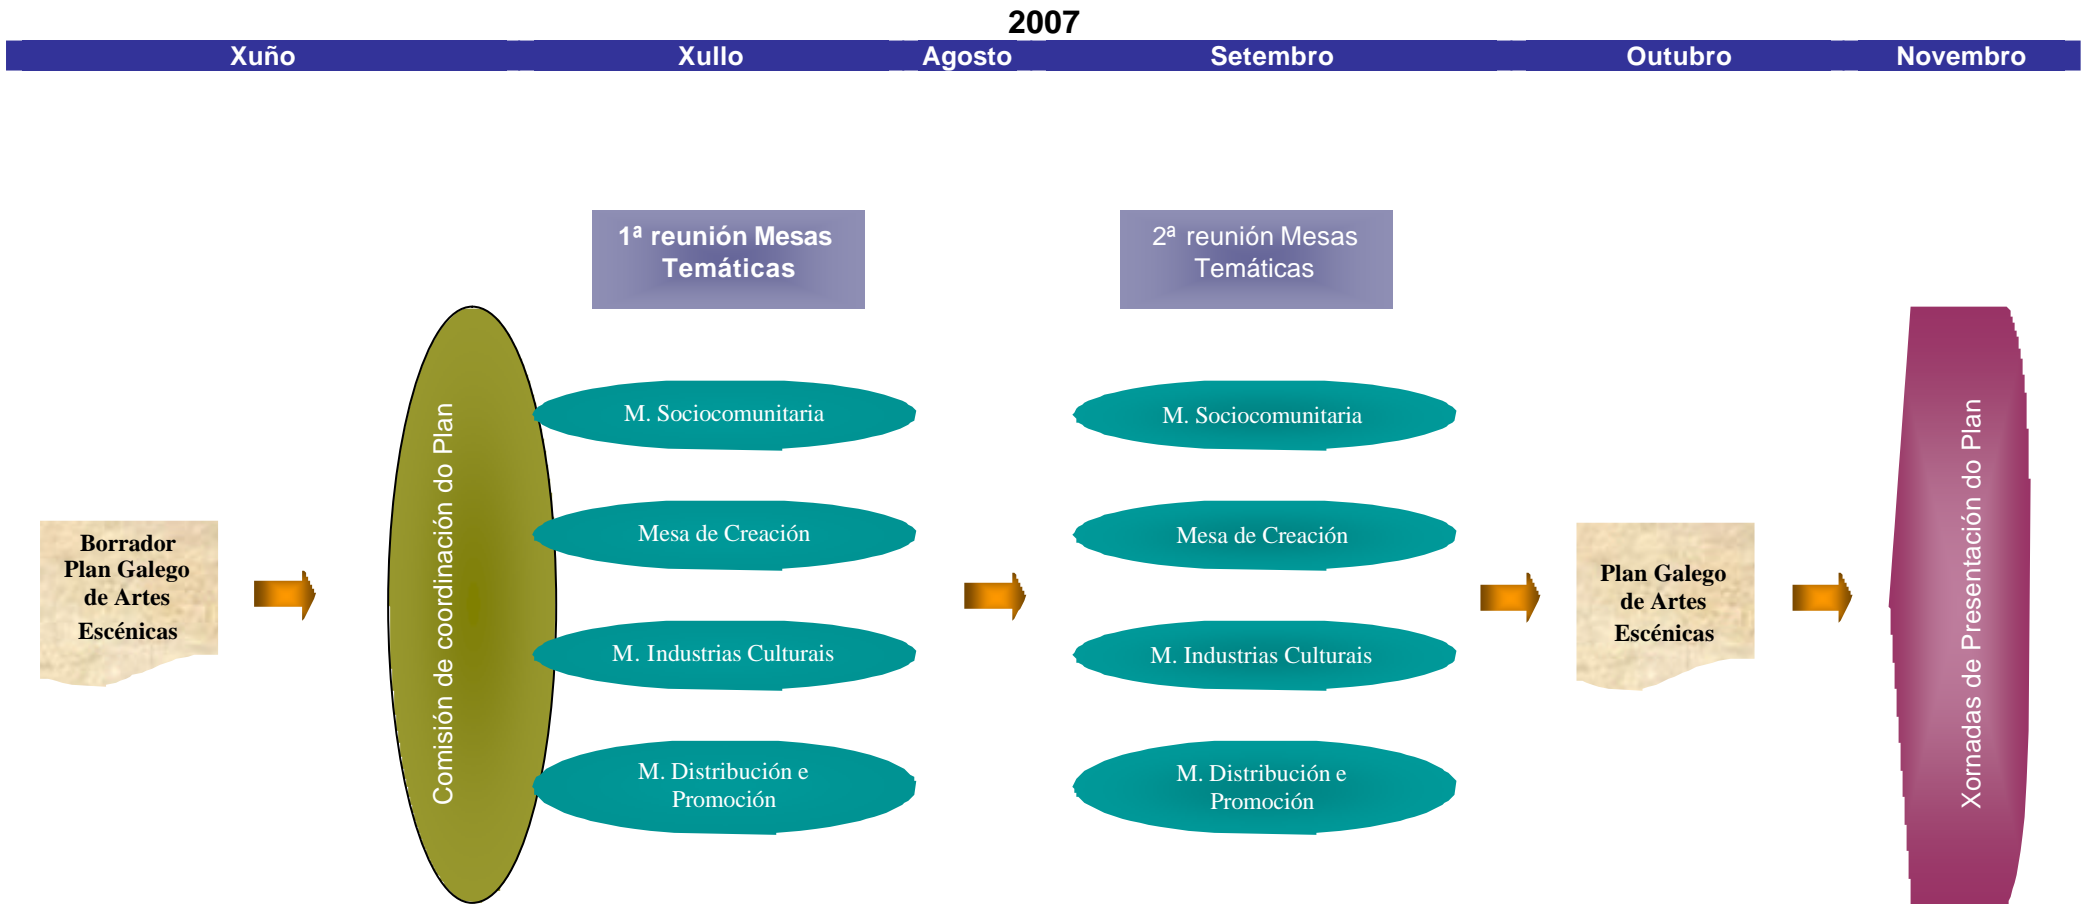 2007
Xuño
Xullo
Agosto
Setembro
Outubro
Novembro
1ª reunión Mesas
Temáticas
2ª reunión Mesas
Temáticas
Borrador
Plan Galego
de Artes
Escénicas
Comisión de coordinación do Plan
M. Sociocomunitaria
Mesa de Creación
M. Industrias Culturais
M. Distribución e
Promoción
M. Sociocomunitaria
Mesa de Creación
M. Industrias Culturais
M. Distribución e
Promoción
Plan Galego
de Artes
Escénicas
Xornadas de Presentación do Plan